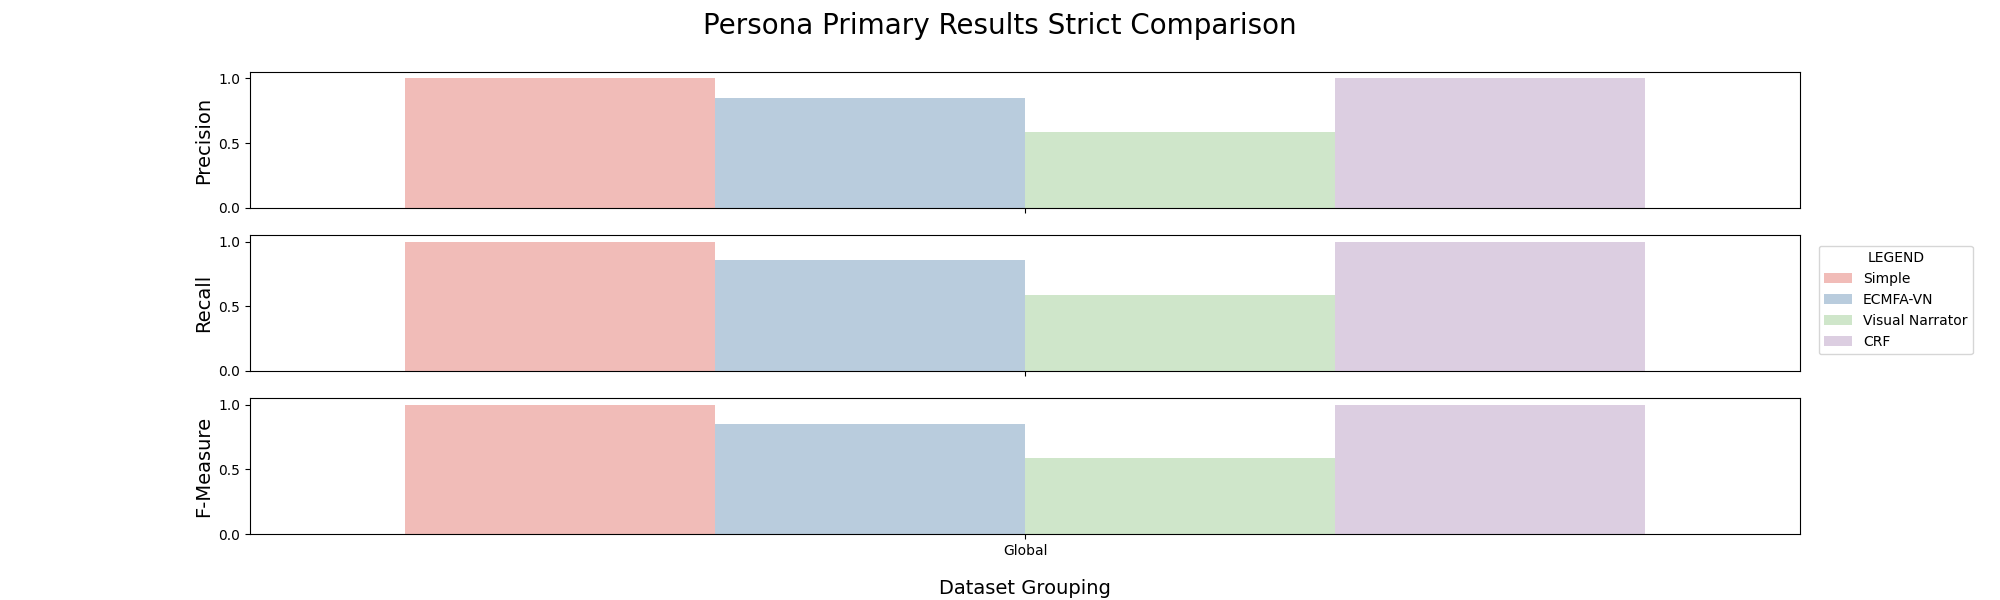 Persona Primary Results Strict Comparison
1.0
0.5
0.0
Precision
1.0
0.5
0.0
Recall
1.0
0.5
0.0
F-Measure
Global
Dataset Grouping
LEGEND
Simple
ECMFA-VN
Visual Narrator
CRF